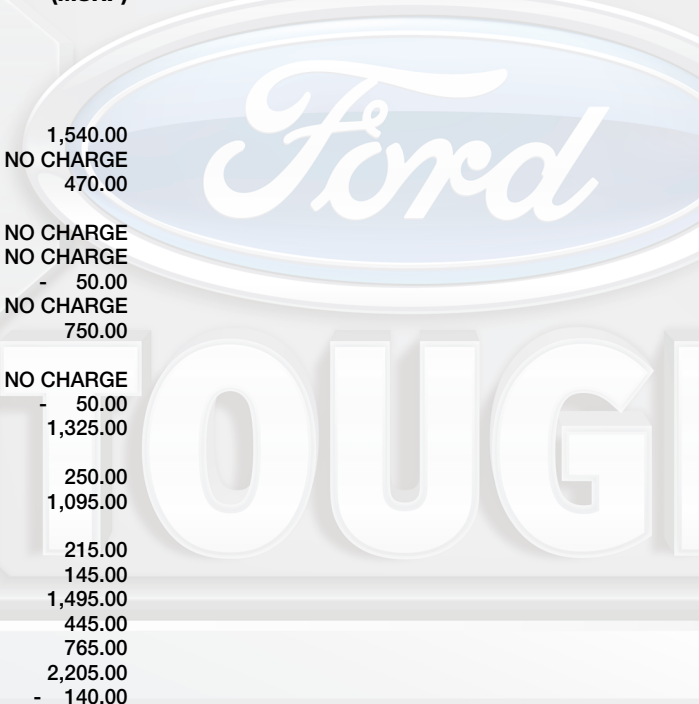 1,540.00
NO CHARGE
470.00
NO CHARGE
NO CHARGE
- 50.00
NO CHARGE
750.00
NO CHARGE
- 50.00
1,325.00
250.00
1,095.00
215.00
145.00
1,495.00
445.00
765.00
2,205.00
- 140.00
Ford
TOUG